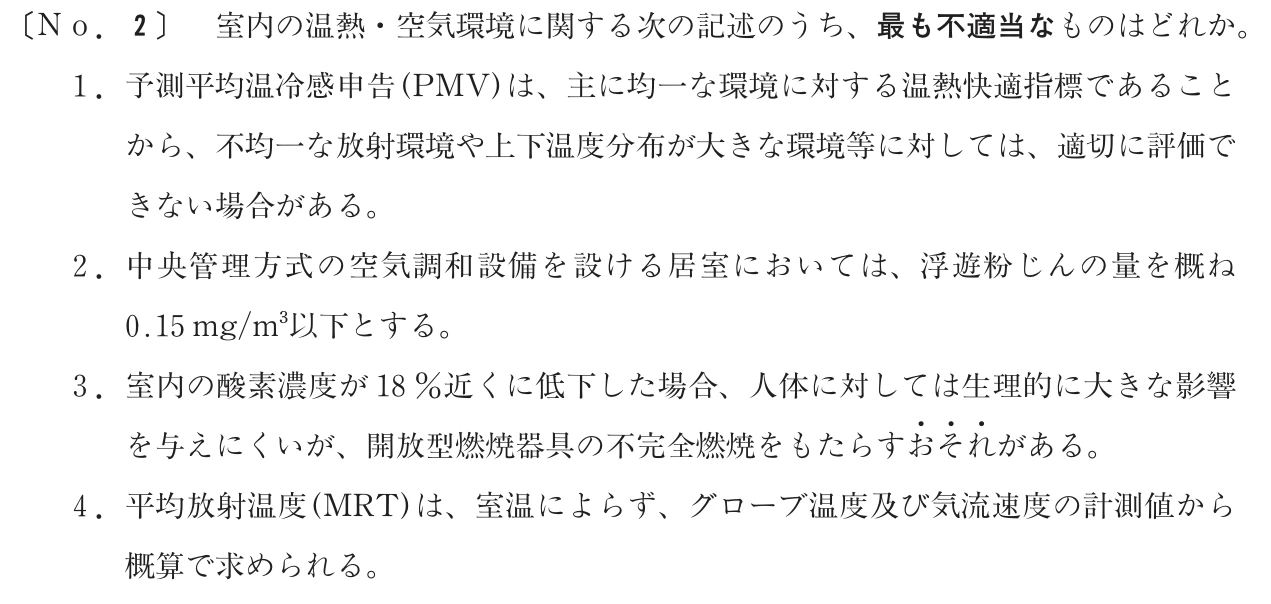 〔Ｎｏ． 2〕　室内の温熱・空気環境に関する次の記述のうち、最も不適当なものはどれか。
1．予測平均温冷感申告(PMV)は、主に均一な環境に対する温熱快適指標であること
から、不均一な放射環境や上下温度分布が大きな環境等に対しては、適切に評価で
きない場合がある。
2．中央管理方式の空気調和設備を設ける居室においては、浮遊粉じんの量を概ね
0.15 mg/m³以下とする。
3．室内の酸素濃度が 18 %近くに低下した場合、人体に対しては生理的に大きな影響
を与えにくいが、開放型燃焼器具の不完全燃焼をもたらすおそれがある。
4．平均放射温度(MRT)は、室温によらず、グローブ温度及び気流速度の計測値から
概算で求められる。